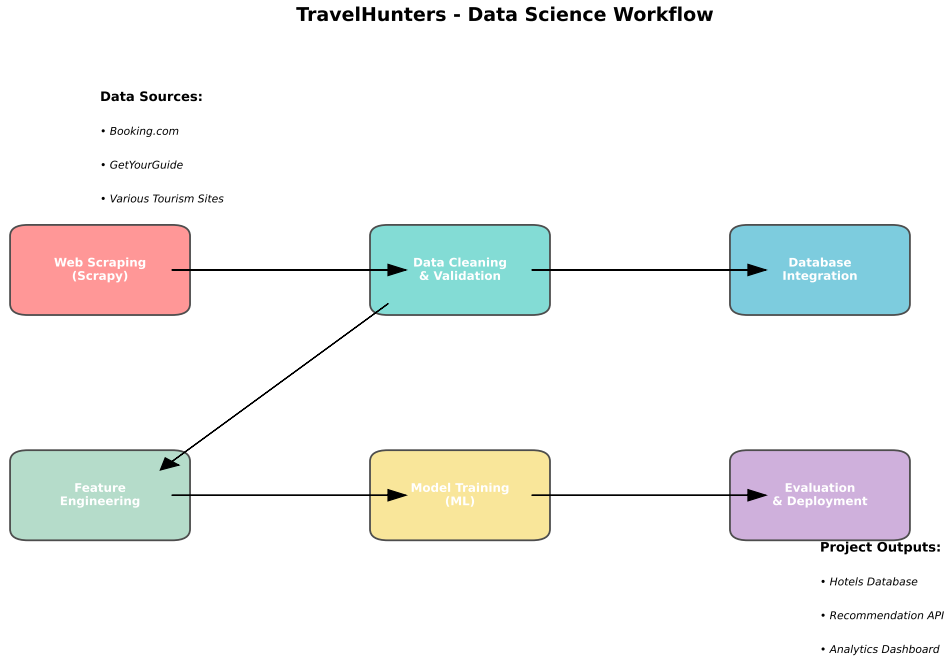 TravelHunters - Data Science Workflow
Data Sources:
• Booking.com
• GetYourGuide
• Various Tourism Sites
Web Scraping
(Scrapy)
Data Cleaning
& Validation
Database
Integration
Feature
Engineering
Model Training
(ML)
Evaluation
& Deployment
Project Outputs:
• Hotels Database
• Recommendation API
• Analytics Dashboard